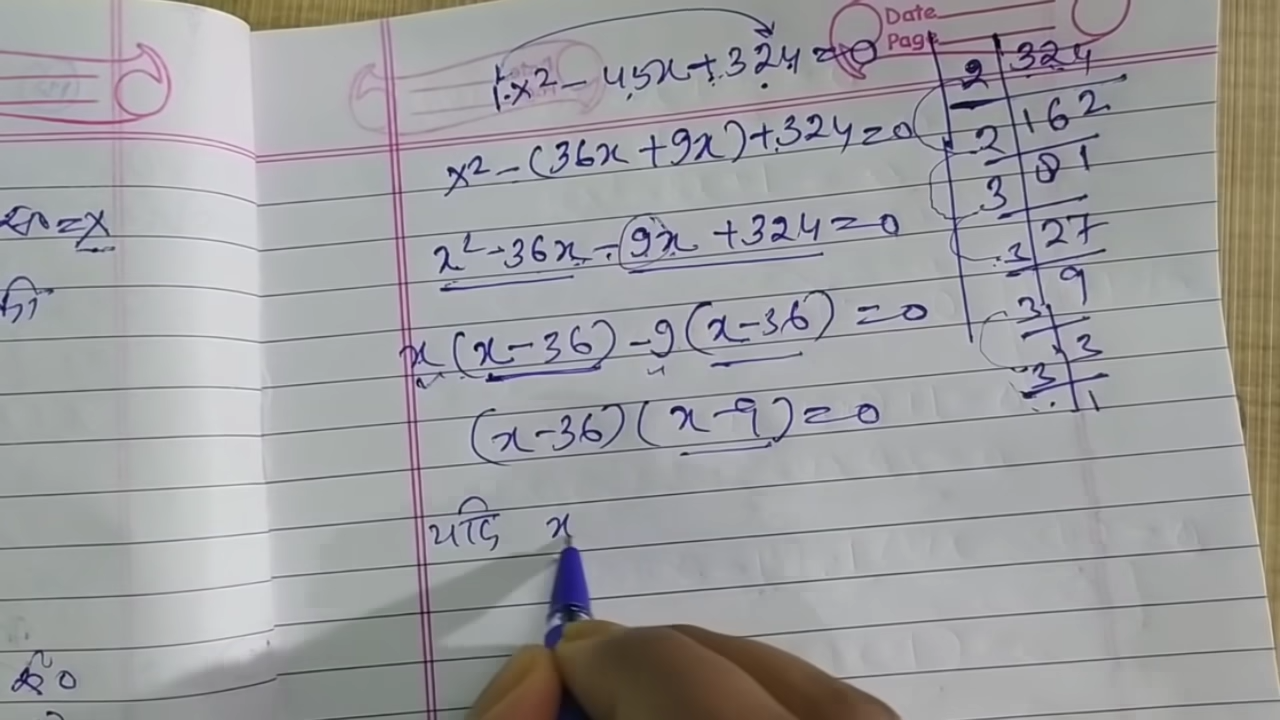 Date
Page
1·x² - 45x + 324 = 0
x² - (36x + 9x) + 324 = 0
x² - 36x - 9x + 324 = 0
x (x - 36) - 9 (x - 36) = 0
(x - 36) (x - 9) = 0
यदि x
2 | 324
2 | 162
3 | 81
3 | 27
3 | 9
3 | 3
1
= x